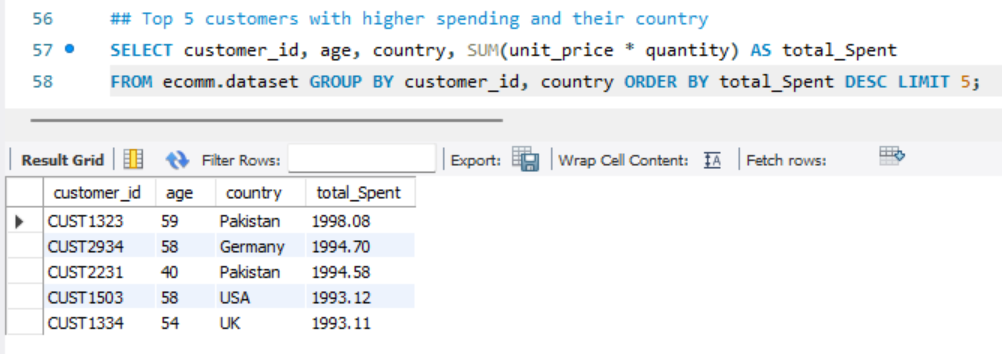 56 ## Top 5 customers with higher spending and their country
57 SELECT customer_id, age, country, SUM(unit_price * quantity) AS total_Spent
58 FROM ecomm.dataset GROUP BY customer_id, country ORDER BY total_Spent DESC LIMIT 5;
Result Grid Filter Rows: Export: Wrap Cell Content: Fetch rows:
customer_id age country total_Spent
CUST1323 59 Pakistan 1998.08
CUST2934 58 Germany 1994.70
CUST2231 40 Pakistan 1994.58
CUST1503 58 USA 1993.12
CUST1334 54 UK 1993.11